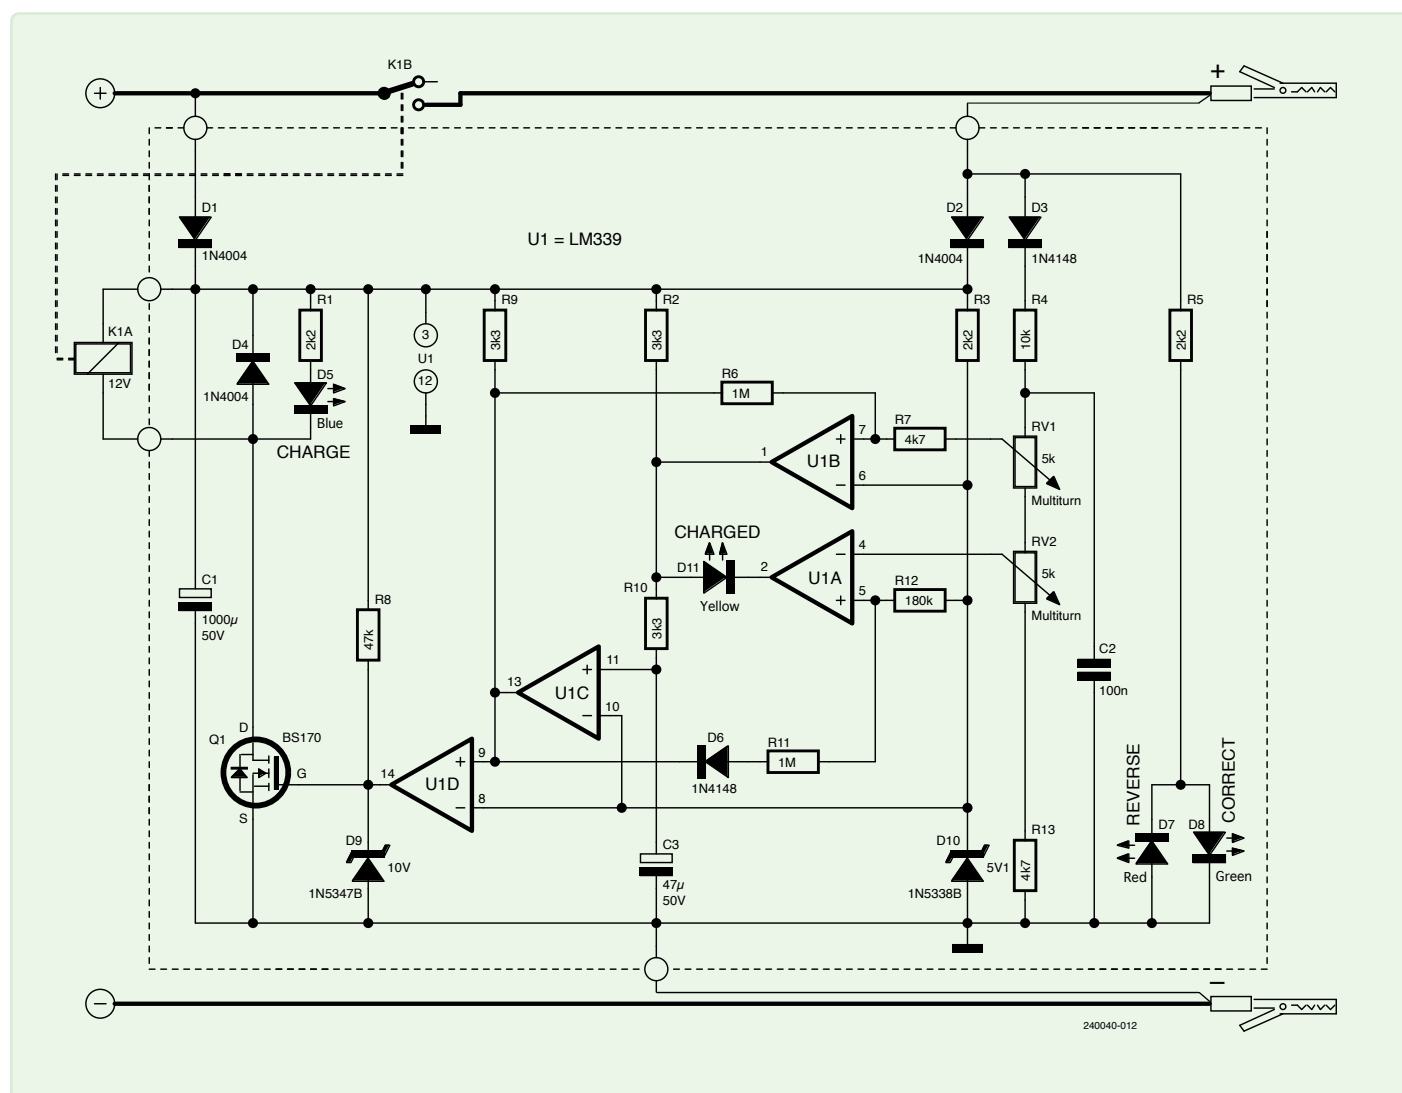 K1B
+
+
D1
1N4004
U1 = LM339
D2
1N4004
D3
1N4148
K1A
12V
D4
1N4004
R1
2k2
D5
Blue
CHARGE
3
U1
12
R9
3k3
R2
3k3
R3
2k2
R4
10k
R5
2k2
R6
1M
R7
4k7
RV1
5k
Multiturn
1
U1B
+
7
−
6
CHARGED
D11
Yellow
2
U1A
−
4
+
5
R12
180k
RV2
5k
Multiturn
C1
1000µ
50V
R8
47k
R10
3k3
13
U1C
+
11
−
10
C2
100n
Q1
BS170
D
G
S
14
U1D
+
9
−
8
D6
1N4148
R11
1M
D9
10V
1N5347B
C3
47µ
50V
D10
5V1
1N5338B
R13
4k7
REVERSE
D7
Red
CORRECT
D8
Green
−
−
240040-012